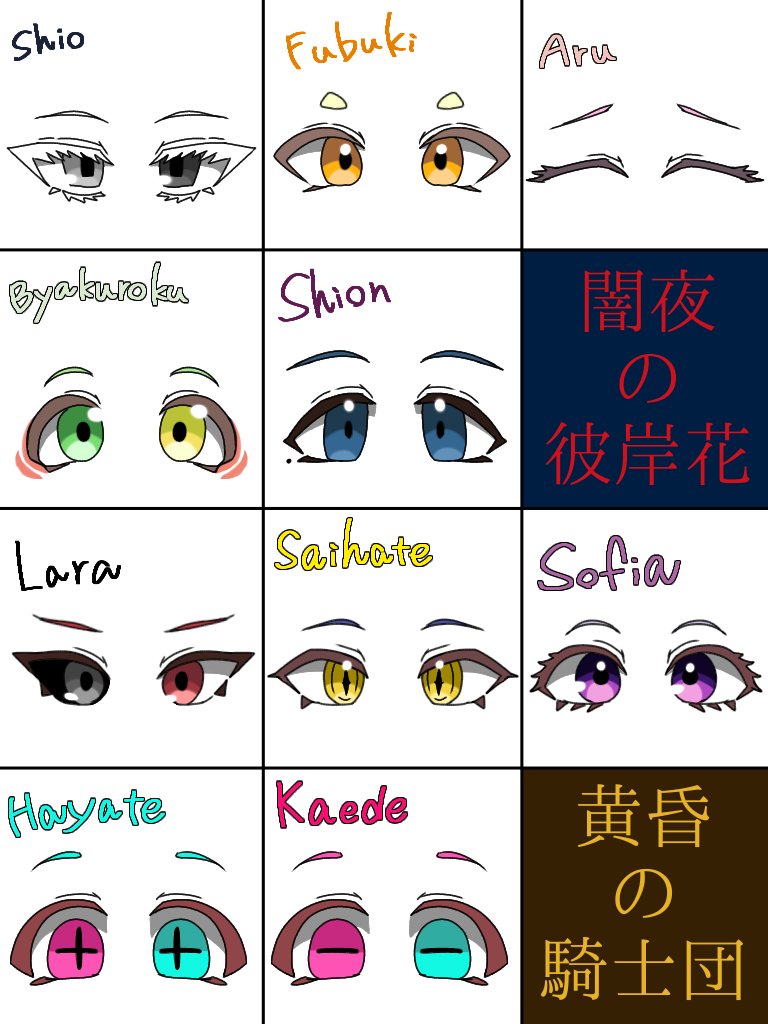 Shio
Fubuki
Aru
Byakuroku
Shion
闇夜
の
彼岸花
Lara
Saihate
Sofia
Hayate
Kaede
黄昏
の
騎士団